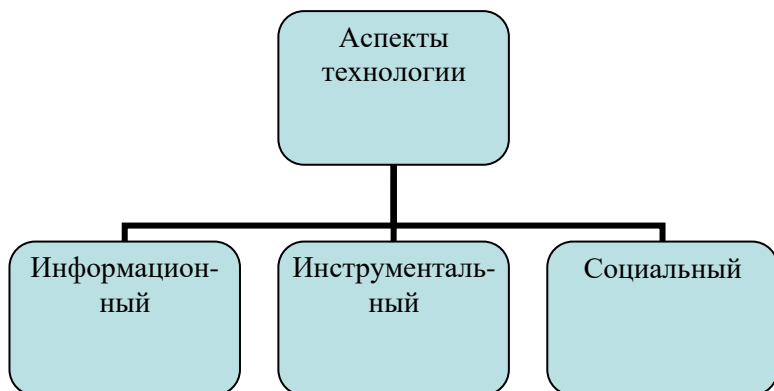 Аспекты
технологии
Информацион-
ный
Инструменталь-
ный
Социальный